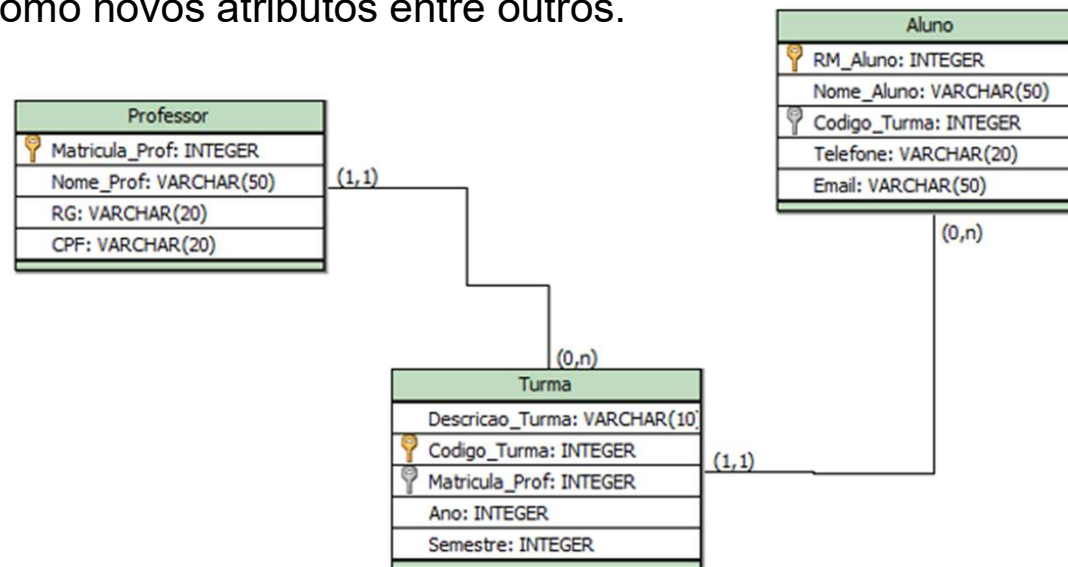 omo novos atributos entre outros.
Aluno
RM_Aluno: INTEGER
Nome_Aluno: VARCHAR(50)
Codigo_Turma: INTEGER
Telefone: VARCHAR(20)
Email: VARCHAR(50)
(0,n)
Professor
Matricula_Prof: INTEGER
Nome_Prof: VARCHAR(50)
RG: VARCHAR(20)
CPF: VARCHAR(20)
(1,1)
(0,n)
Turma
Descricao_Turma: VARCHAR(10)
Codigo_Turma: INTEGER
Matricula_Prof: INTEGER
Ano: INTEGER
Semestre: INTEGER
(1,1)